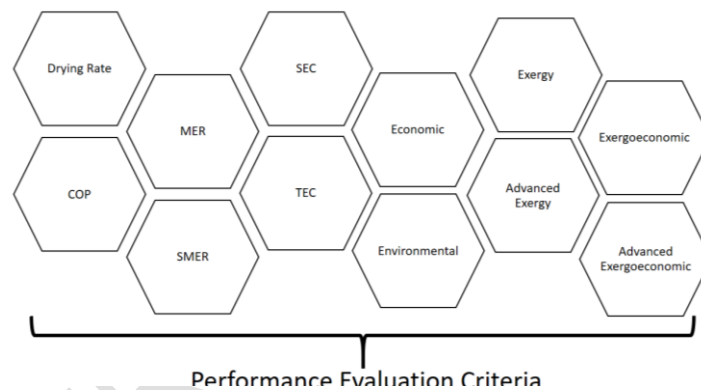 Drying Rate
SEC
Exergy
MER
Economic
Exergoeconomic
COP
TEC
Advanced
Exergy
SMER
Environmental
Advanced
Exergoeconomic
Performance Evaluation Criteria